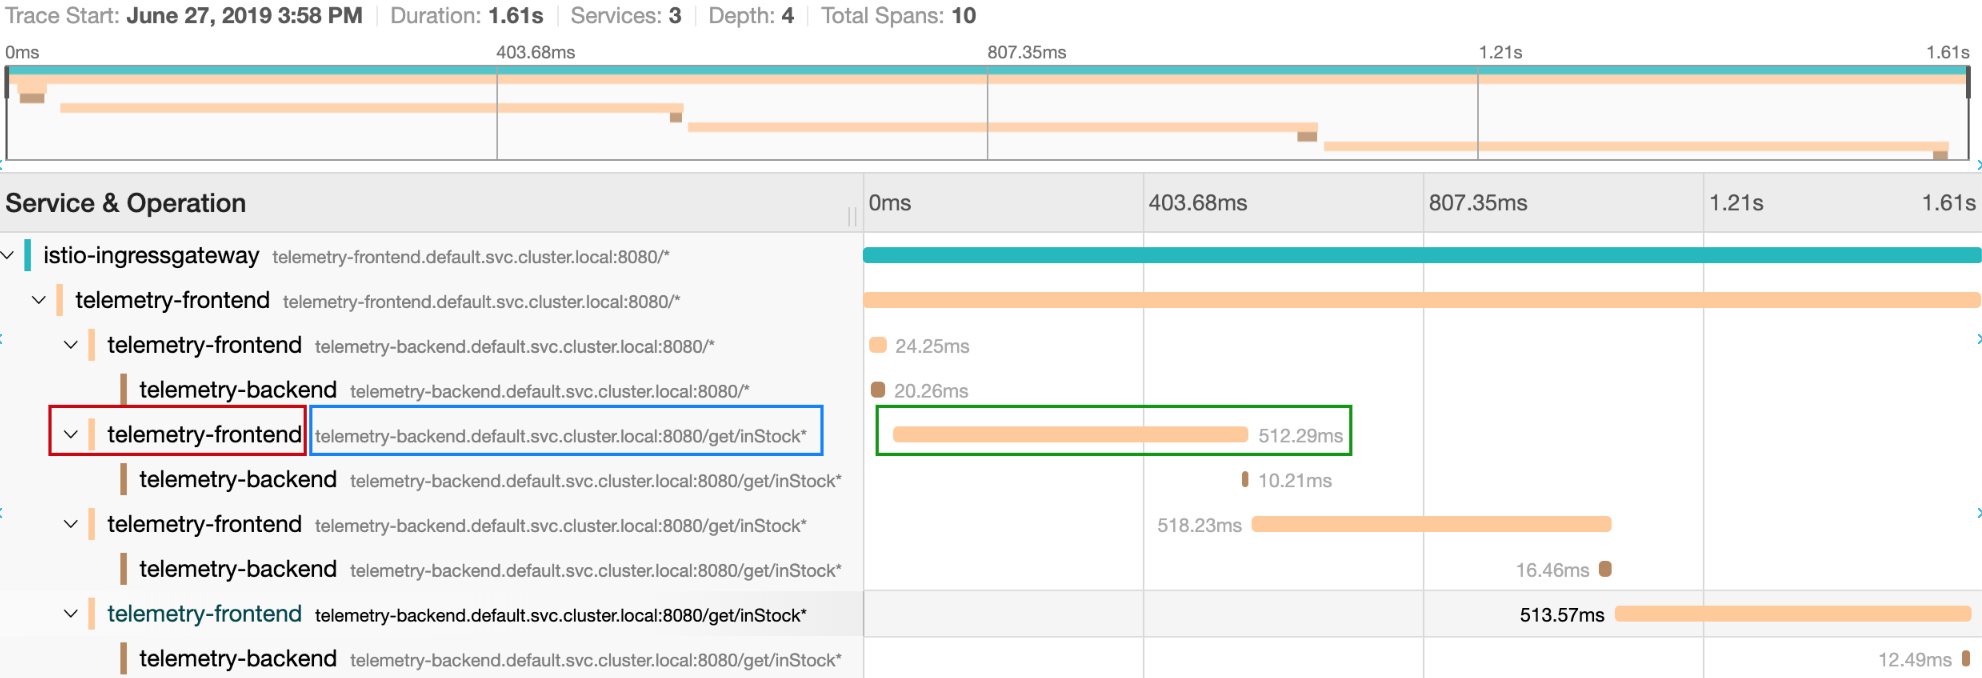 Trace Start: June 27, 2019 3:58 PM Duration: 1.61s Services: 3 Depth: 4 Total Spans: 10
0ms 403.68ms 807.35ms 1.21s 1.61s
Service & Operation 0ms 403.68ms 807.35ms 1.21s 1.61s
istio-ingressgateway telemetry-frontend.default.svc.cluster.local:8080/*
telemetry-frontend telemetry-frontend.default.svc.cluster.local:8080/*
telemetry-frontend telemetry-backend.default.svc.cluster.local:8080/* 24.25ms
telemetry-backend telemetry-backend.default.svc.cluster.local:8080/* 20.26ms
telemetry-frontend telemetry-backend.default.svc.cluster.local:8080/get/inStock* 512.29ms
telemetry-backend telemetry-backend.default.svc.cluster.local:8080/get/inStock* 10.21ms
telemetry-frontend telemetry-backend.default.svc.cluster.local:8080/get/inStock* 518.23ms
telemetry-backend telemetry-backend.default.svc.cluster.local:8080/get/inStock* 16.46ms
telemetry-frontend telemetry-backend.default.svc.cluster.local:8080/get/inStock* 513.57ms
telemetry-backend telemetry-backend.default.svc.cluster.local:8080/get/inStock* 12.49ms